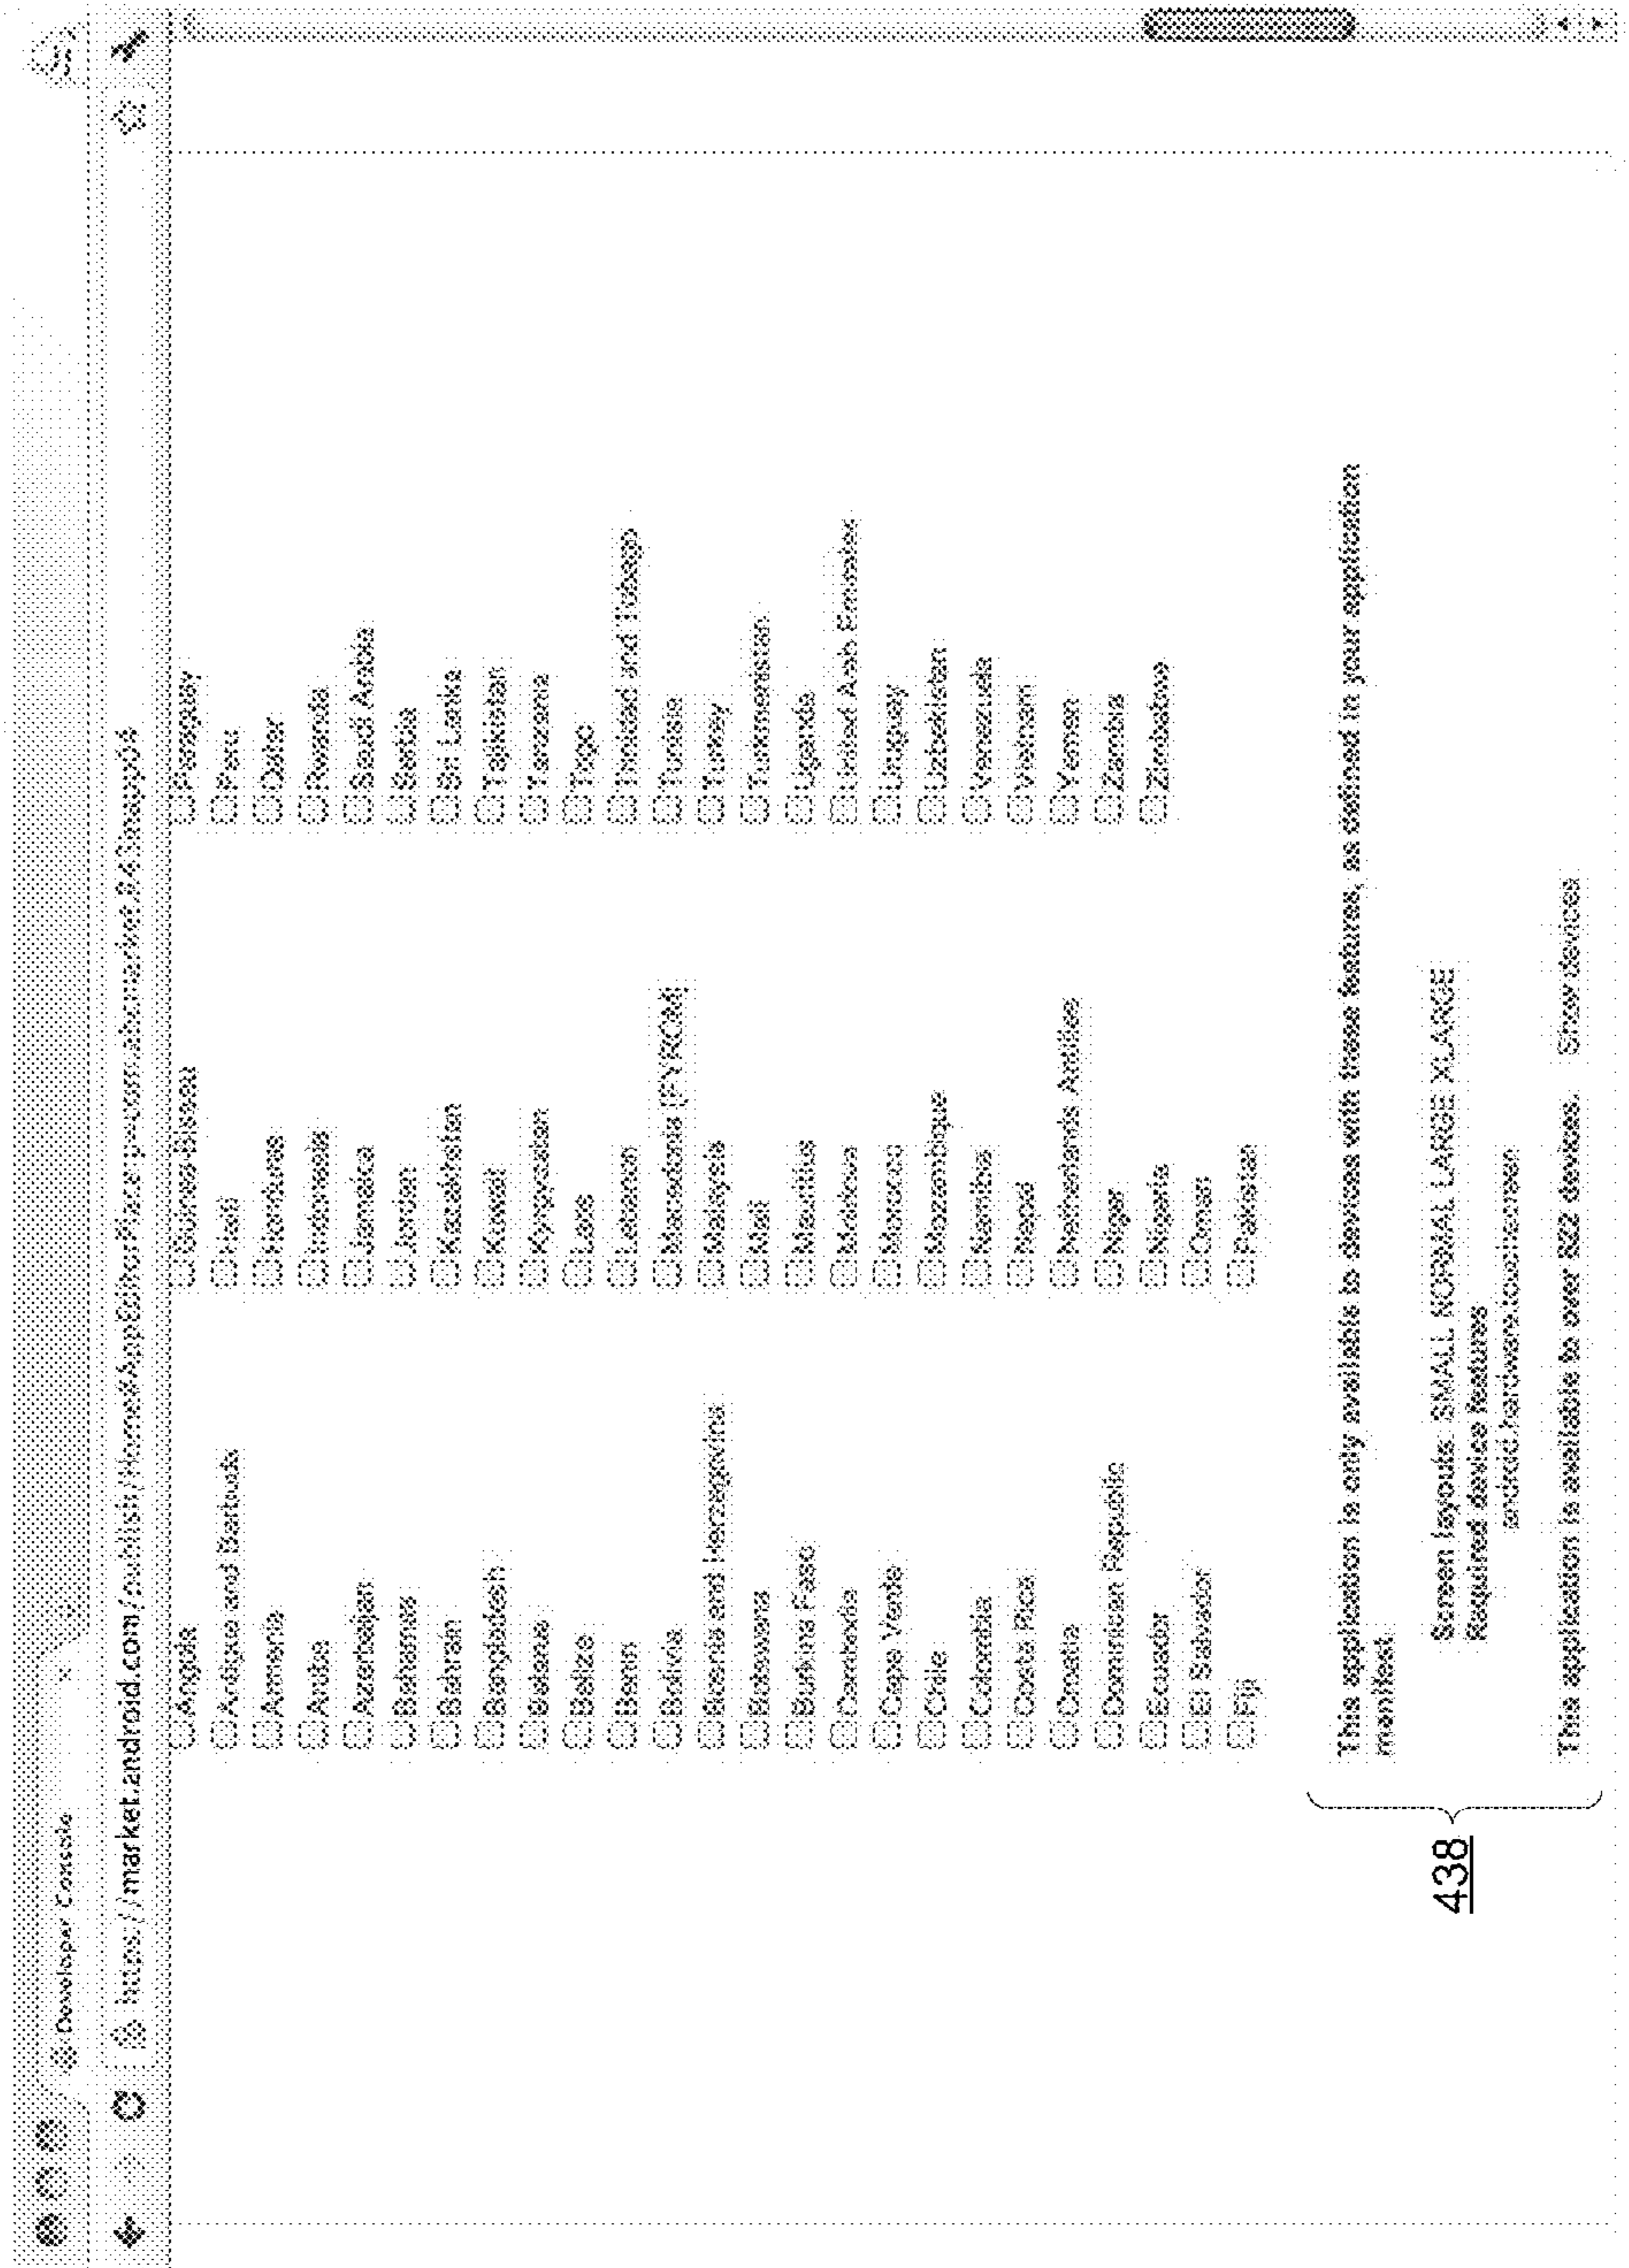 Developer Console
https://market.android.com/publish/Home#AppEditorPlace:p=com.abcmarket.
Angola
Antigua and Barbuda
Armenia
Aruba
Azerbaijan
Bahamas
Bahrain
Bangladesh
Belarus
Belize
Benin
Bolivia
Bosnia and Herzegovina
Botswana
Burkina Faso
Cambodia
Cape Verde
Chile
Colombia
Costa Rica
Croatia
Dominican Republic
Ecuador
El Salvador
Fiji
Guinea-Bissau
Haiti
Honduras
Indonesia
Jamaica
Jordan
Kazakhstan
Kuwait
Kyrgyzstan
Laos
Lebanon
Macedonia (FYROM)
Malaysia
Mali
Mauritius
Moldova
Morocco
Mozambique
Namibia
Nepal
Netherlands Antilles
Niger
Nigeria
Oman
Pakistan
Paraguay
Peru
Qatar
Rwanda
Saudi Arabia
Serbia
Sri Lanka
Tajikistan
Tanzania
Togo
Trinidad and Tobago
Tunisia
Turkey
Turkmenistan
Uganda
United Arab Emirates
Uruguay
Uzbekistan
Venezuela
Vietnam
Yemen
Zambia
Zimbabwe
438
This application is only available to devices with these features, as defined in your application
manifest.
Screen layouts: SMALL NORMAL LARGE XLARGE
Required device features
android.hardware.touchscreen
This application is available to over 522 devices. Show devices